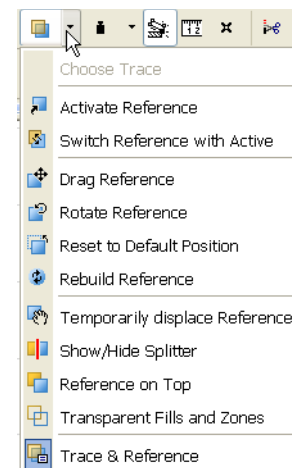 Choose Trace
Activate Reference
Switch Reference with Active
Drag Reference
Rotate Reference
Reset to Default Position
Rebuild Reference
Temporarily displace Reference
Show/Hide Splitter
Reference on Top
Transparent Fills and Zones
Trace & Reference